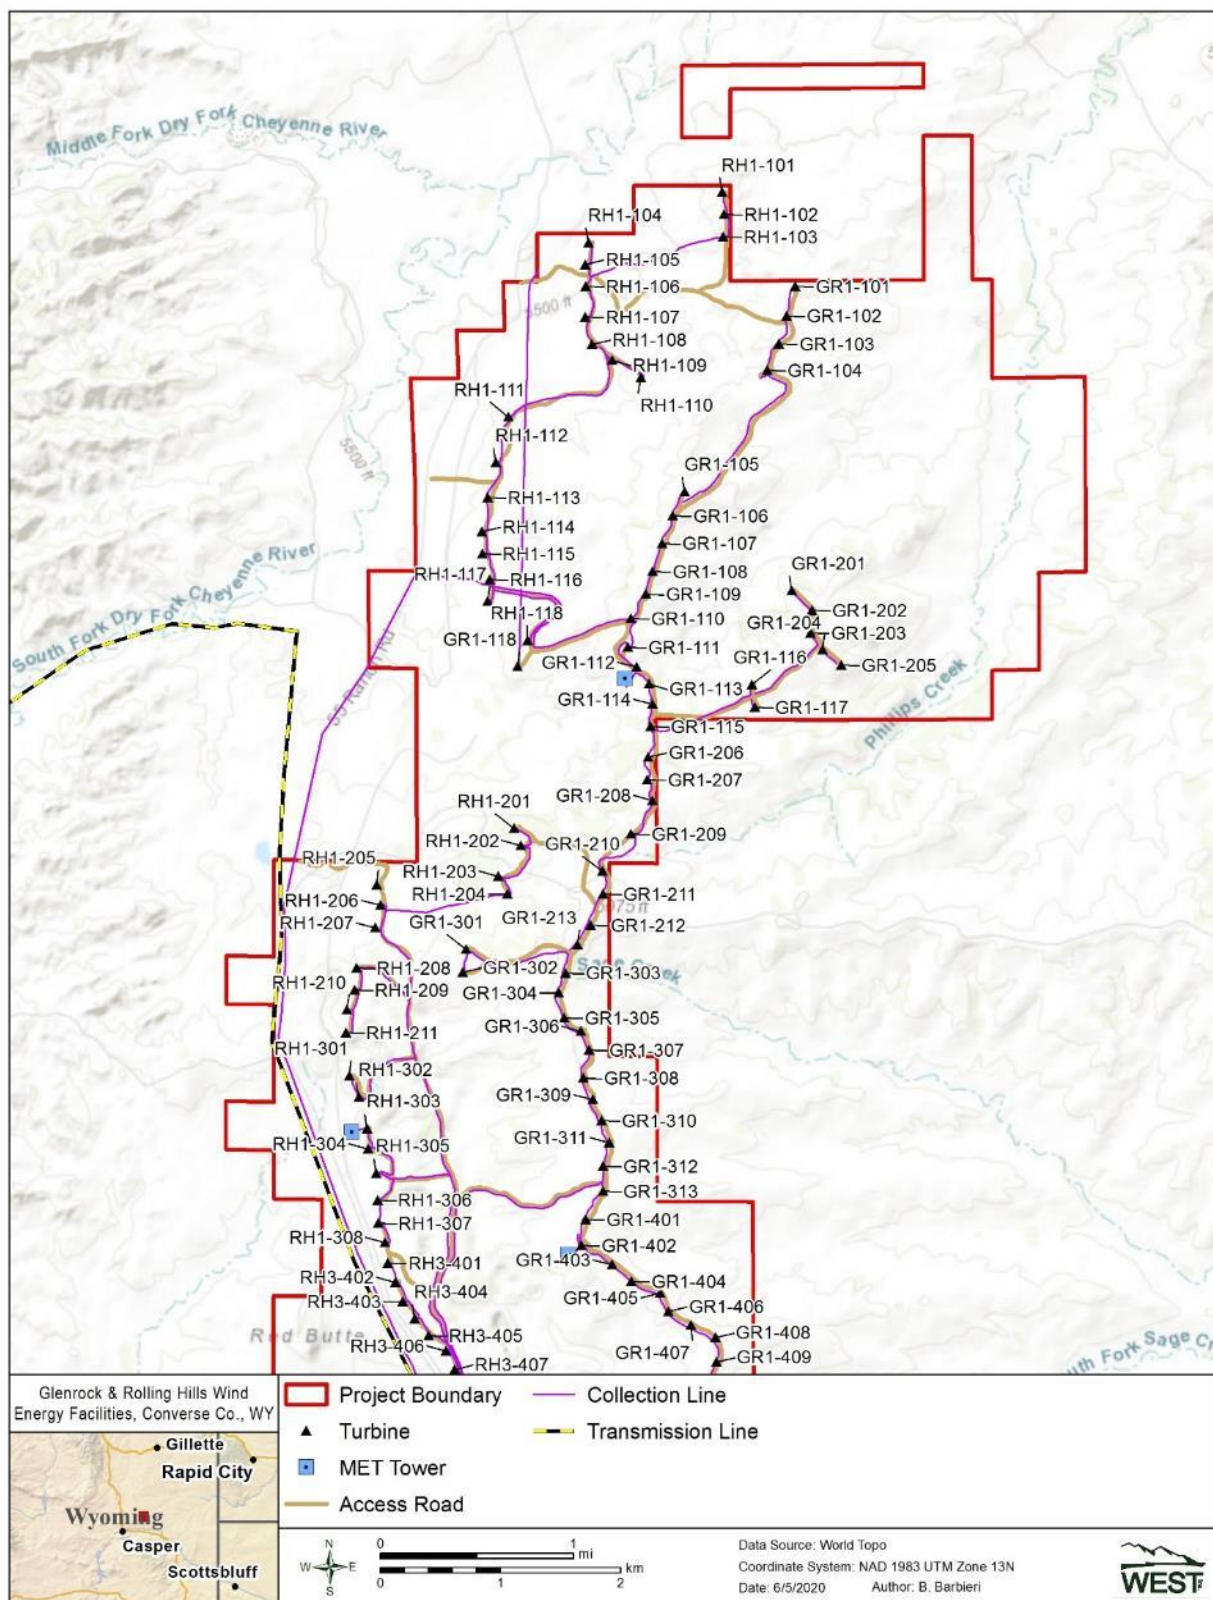 Middle Fork Dry Fork Cheyenne River
RH1-101
RH1-104
RH1-102
RH1-103
RH1-105
RH1-106
GR1-101
5500 ft
RH1-107
GR1-102
RH1-108
GR1-103
RH1-109
GR1-104
RH1-111
RH1-110
RH1-112
5500 ft
GR1-105
RH1-113
GR1-106
RH1-114
GR1-107
RH1-115
South Fork Dry Fork Cheyenne River
GR1-201
RH1-117
RH1-116
GR1-108
GR1-109
RH1-118
GR1-202
GR1-204
GR1-110
GR1-203
GR1-118
GR1-111
GR1-116
GR1-205
GR1-112
GR1-113
55 Ranch Rd
GR1-114
GR1-117
Phillips Creek
GR1-115
GR1-206
GR1-207
RH1-201
GR1-208
RH1-202
GR1-210
GR1-209
RH1-205
RH1-203
RH1-206
RH1-204
GR1-211
5075 ft
RH1-207
GR1-301
GR1-213
GR1-212
RH1-208
GR1-302
Sage Creek
GR1-303
RH1-210
RH1-209
GR1-304
RH1-211
GR1-305
GR1-306
RH1-301
GR1-307
RH1-302
GR1-308
RH1-303
GR1-309
GR1-310
RH1-304
RH1-305
GR1-311
GR1-312
GR1-313
RH1-306
RH1-307
GR1-401
RH1-308
GR1-402
RH3-401
GR1-403
RH3-402
GR1-404
RH3-404
GR1-405
RH3-403
GR1-406
Red Butte
RH3-405
GR1-408
RH3-406
GR1-407
RH3-407
GR1-409
South Fork Sage Cr
Glenrock & Rolling Hills Wind
Energy Facilities, Converse Co., WY
Gillette
Rapid City
Wyoming
Casper
Scottsbluff
Project Boundary
Collection Line
Turbine
Transmission Line
MET Tower
Access Road
N
W E
S
0 1
mi
km
0 1 2
Data Source: World Topo
Coordinate System: NAD 1983 UTM Zone 13N
Date: 6/5/2020 Author: B. Barbieri
WEST